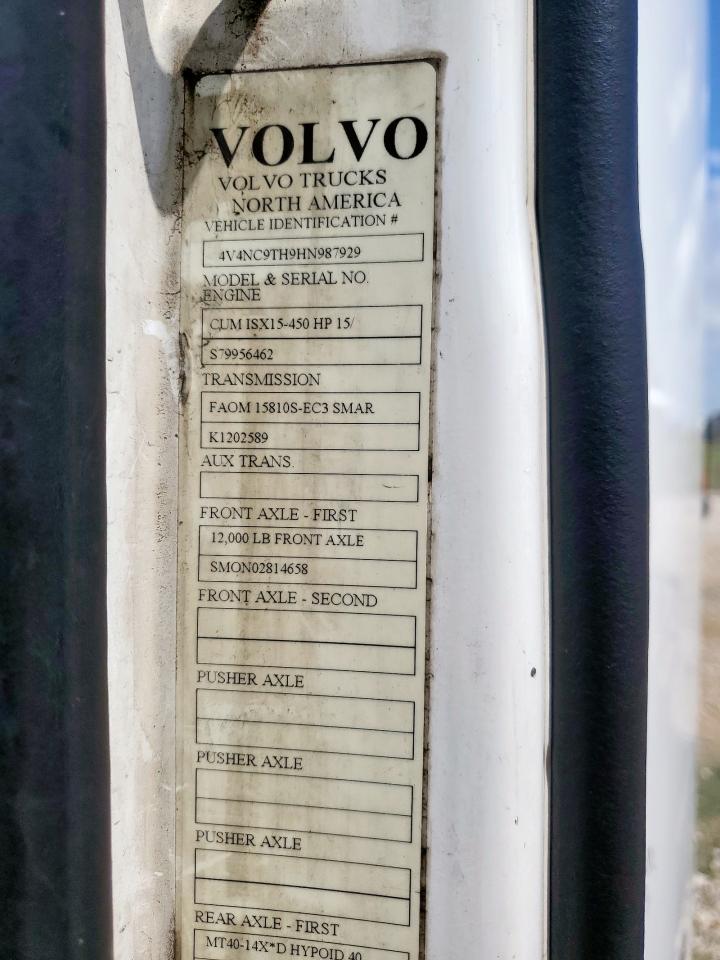 VOLVO
VOLVO TRUCKS
NORTH AMERICA
VEHICLE IDENTIFICATION #
4V4NC9TH9HN987929
MODEL & SERIAL NO.
ENGINE
CUM ISX15-450 HP 15/
S79956462
TRANSMISSION
FAOM 15810S-EC3 SMAR
K1202589
AUX TRANS.
FRONT AXLE - FIRST
12,000 LB FRONT AXLE
SMON02814658
FRONT AXLE - SECOND
PUSHER AXLE
PUSHER AXLE
PUSHER AXLE
REAR AXLE - FIRST
MT40-14X*D HYPOID 40